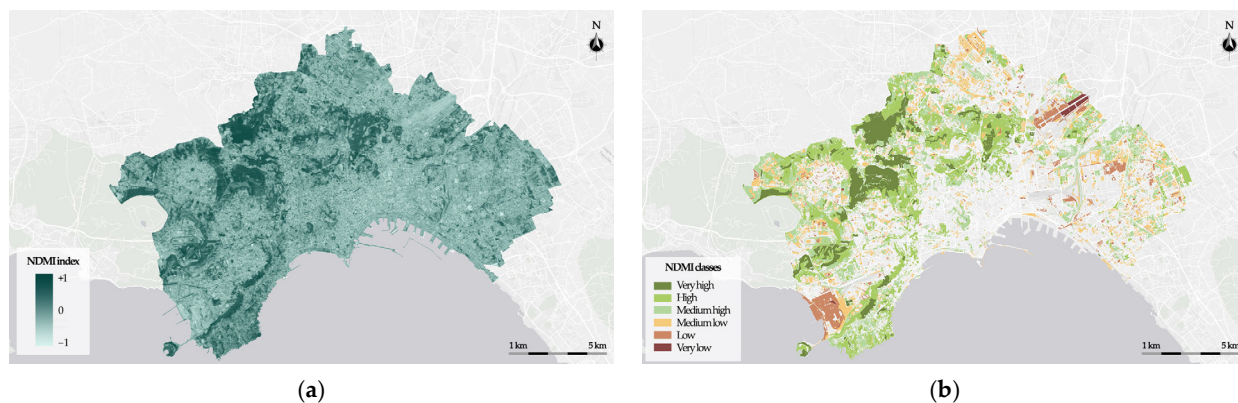 N
NDMI index
+1
0
−1
1 km 5 km
(a)
N
NDMI classes
Very high
High
Medium high
Medium low
Low
Very low
1 km 5 km
(b)